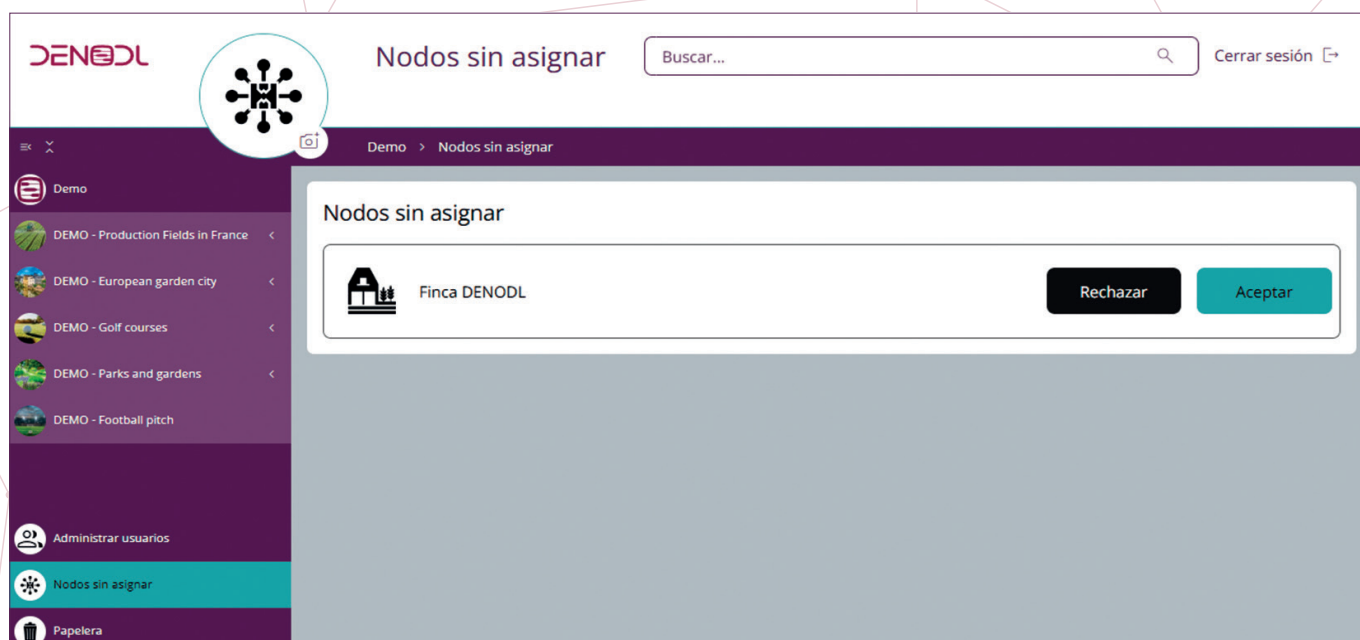 DENODL
Nodos sin asignar
Buscar...
Cerrar sesión
Demo > Nodos sin asignar
Demo
DEMO - Production Fields in France
DEMO - European garden city
DEMO - Golf courses
DEMO - Parks and gardens
DEMO - Football pitch
Administrar usuarios
Nodos sin asignar
Papelera
Nodos sin asignar
Finca DENODL
Rechazar
Aceptar